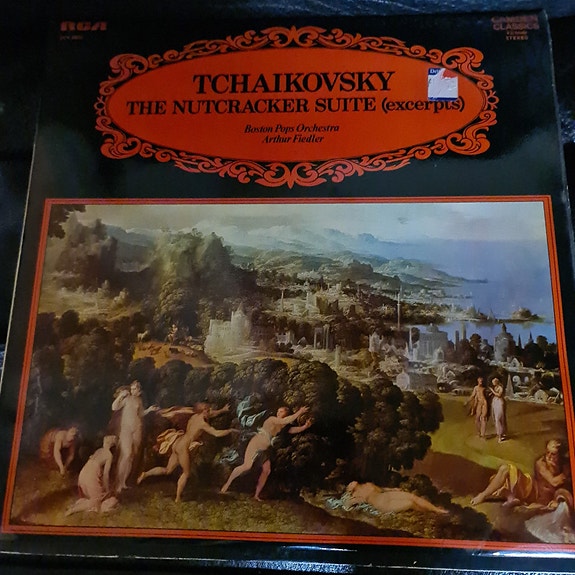 RCA
CAMDEN
CLASSICS
STEREO
TCHAIKOVSKY
THE NUTCRACKER SUITE (excerpts)
Boston Pops Orchestra
Arthur Fiedler